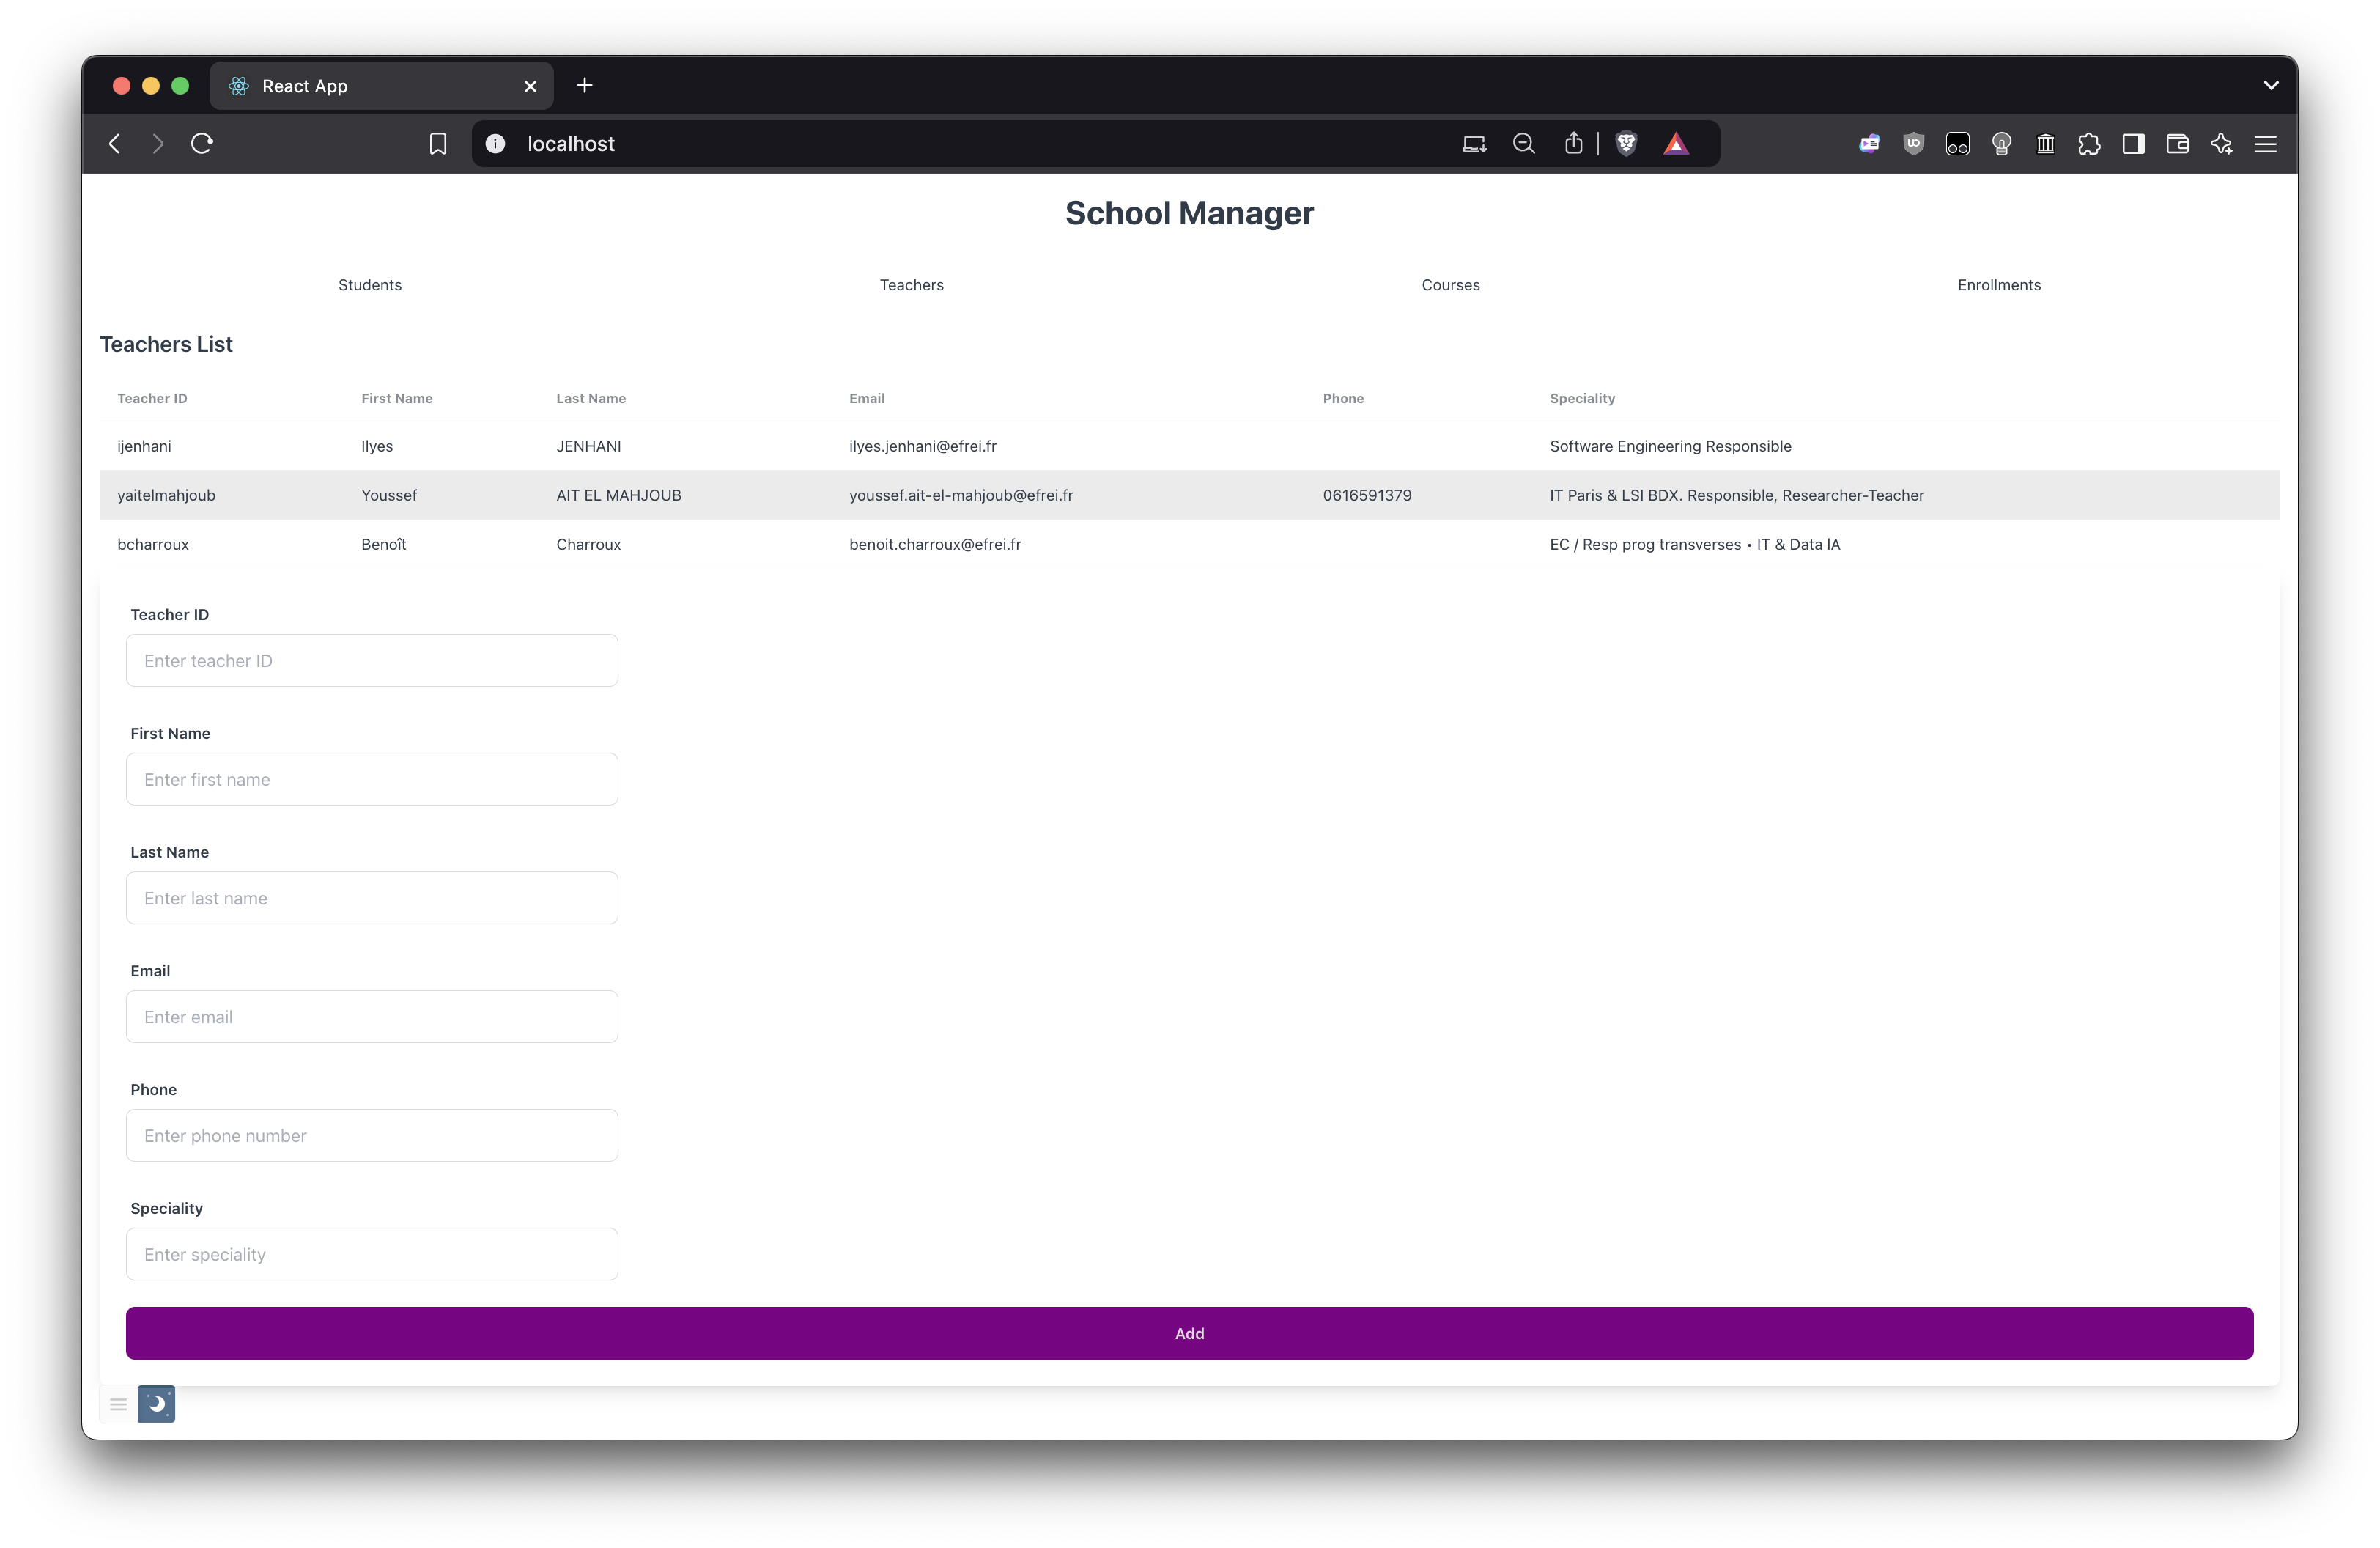 React App
localhost
School Manager
Students Teachers Courses Enrollments
Teachers List
Teacher ID First Name Last Name Email Phone Speciality
ijenhani Ilyes JENHANI ilyes.jenhani@efrei.fr Software Engineering Responsible
yaitelmahjoub Youssef AIT EL MAHJOUB youssef.ait-el-mahjoub@efrei.fr 0616591379 IT Paris & LSI BDX. Responsible, Researcher-Teacher
bcharroux Benoît Charroux benoit.charroux@efrei.fr EC / Resp prog transverses • IT & Data IA
Teacher ID
Enter teacher ID
First Name
Enter first name
Last Name
Enter last name
Email
Enter email
Phone
Enter phone number
Speciality
Enter speciality
Add